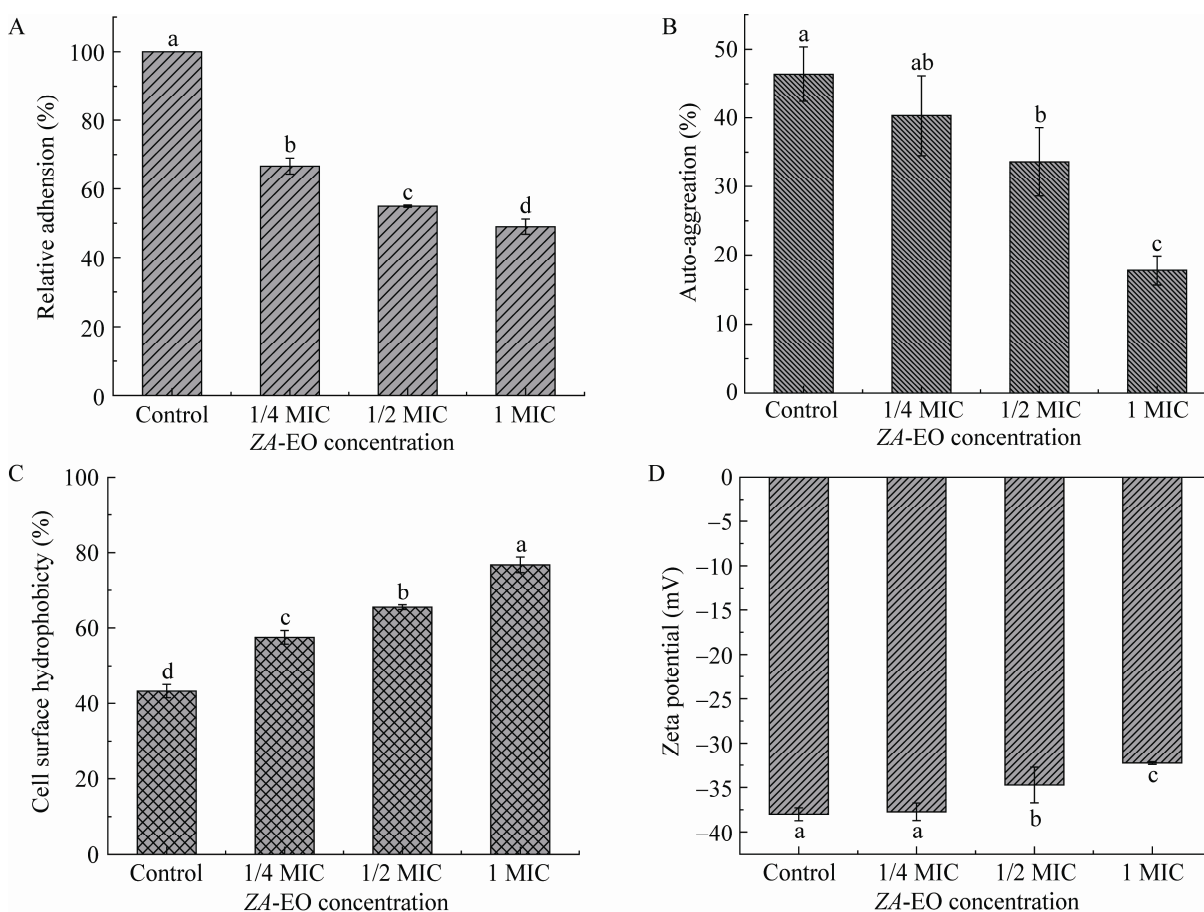 A
Relative adhension (%)
100
80
60
40
20
0
a
b
c
d
Control 1/4 MIC 1/2 MIC 1 MIC
ZA-EO concentration
B
Auto-aggreation (%)
50
40
30
20
10
0
a
ab
b
c
Control 1/4 MIC 1/2 MIC 1 MIC
ZA-EO concentration
C
Cell surface hydrophobicty (%)
100
80
60
40
20
0
d
c
b
a
Control 1/4 MIC 1/2 MIC 1 MIC
ZA-EO concentration
D
Zeta potential (mV)
0
−5
−10
−15
−20
−25
−30
−35
−40
a
a
b
c
Control 1/4 MIC 1/2 MIC 1 MIC
ZA-EO concentration